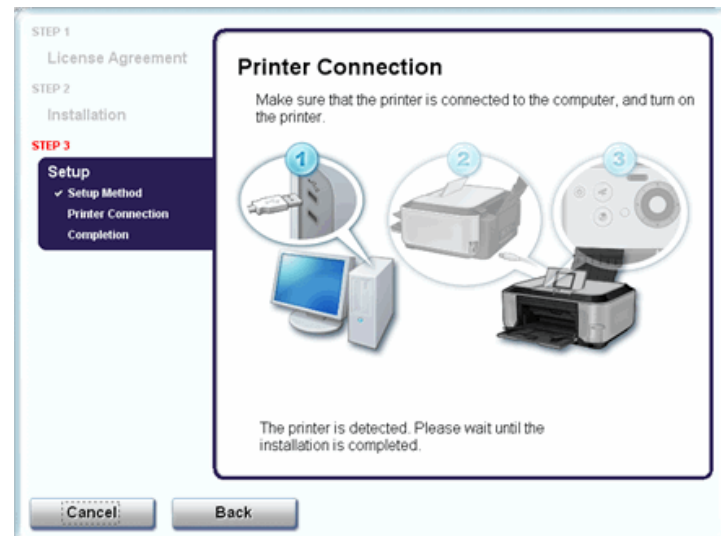 STEP 1
License Agreement
STEP 2
Installation
STEP 3
Setup
✓ Setup Method
Printer Connection
Completion
Printer Connection
Make sure that the printer is connected to the computer, and turn on
the printer.
1
2
3
The printer is detected. Please wait until the
installation is completed.
Cancel
Back